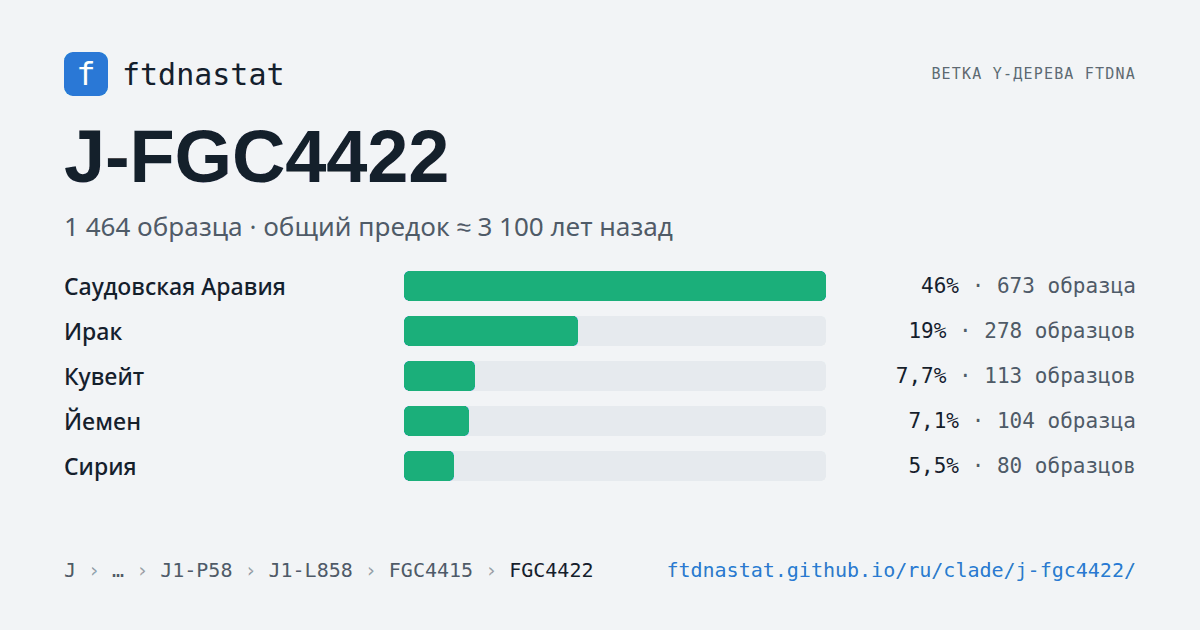 f ftdnastat
ВЕТКА Y-ДЕРЕВА FTDNA
J-FGC4422
1 464 образца · общий предок ≈ 3 100 лет назад
Саудовская Аравия 46% · 673 образца
Ирак 19% · 278 образцов
Кувейт 7,7% · 113 образцов
Йемен 7,1% · 104 образца
Сирия 5,5% · 80 образцов
J › … › J1-P58 › J1-L858 › FGC4415 › FGC4422
ftdnastat.github.io/ru/clade/j-fgc4422/